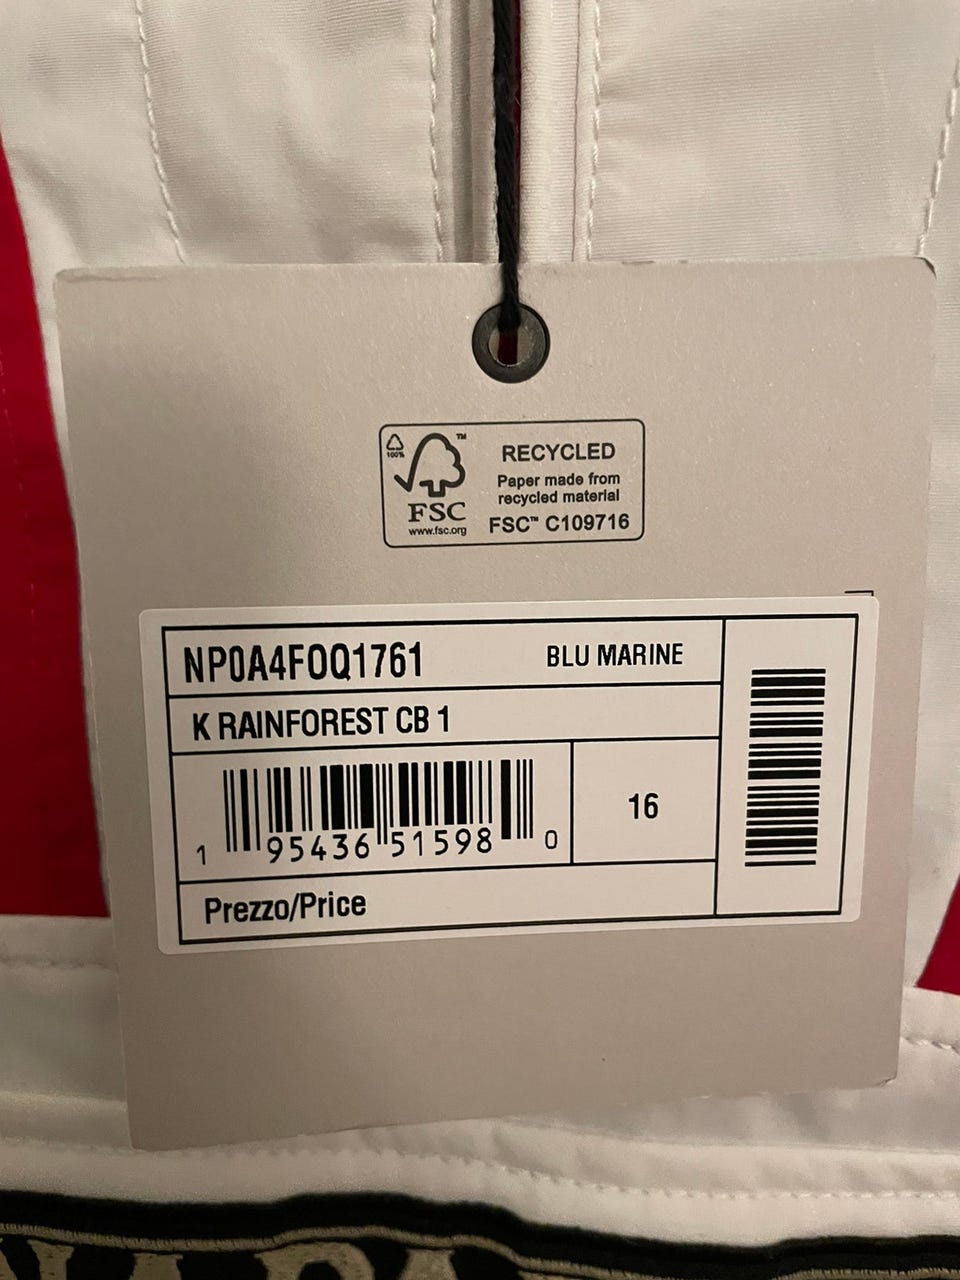 100%
TM
FSC
www.fsc.org
RECYCLED
Paper made from
recycled material
FSC™ C109716
NP0A4FOQ1761 BLU MARINE
K RAINFOREST CB 1
1 95436 51598 0
16
Prezzo/Price